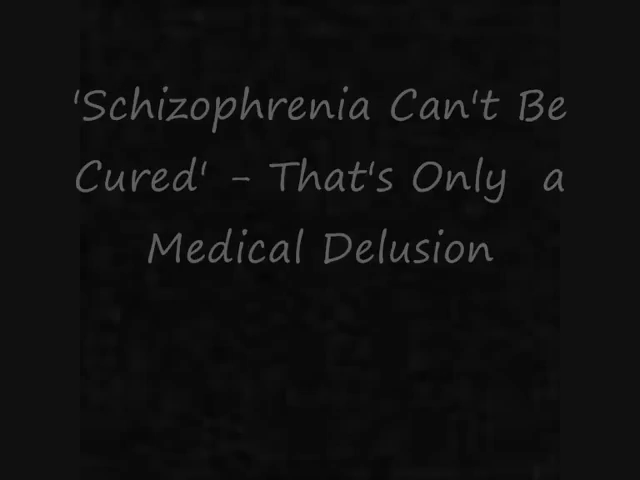 'Schizophrenia Can't Be
Cured' - That's Only  a
Medical Delusion